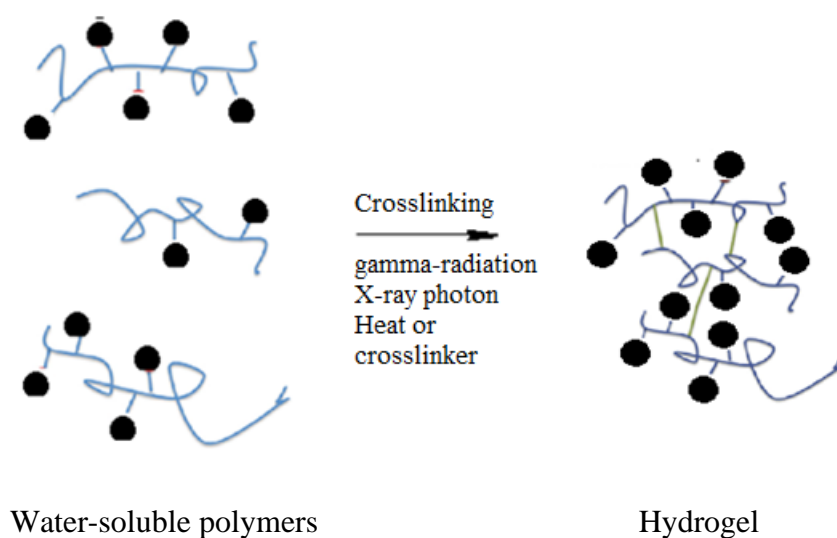 Crosslinking
gamma-radiation
X-ray photon
Heat or
crosslinker
Water-soluble polymers
Hydrogel